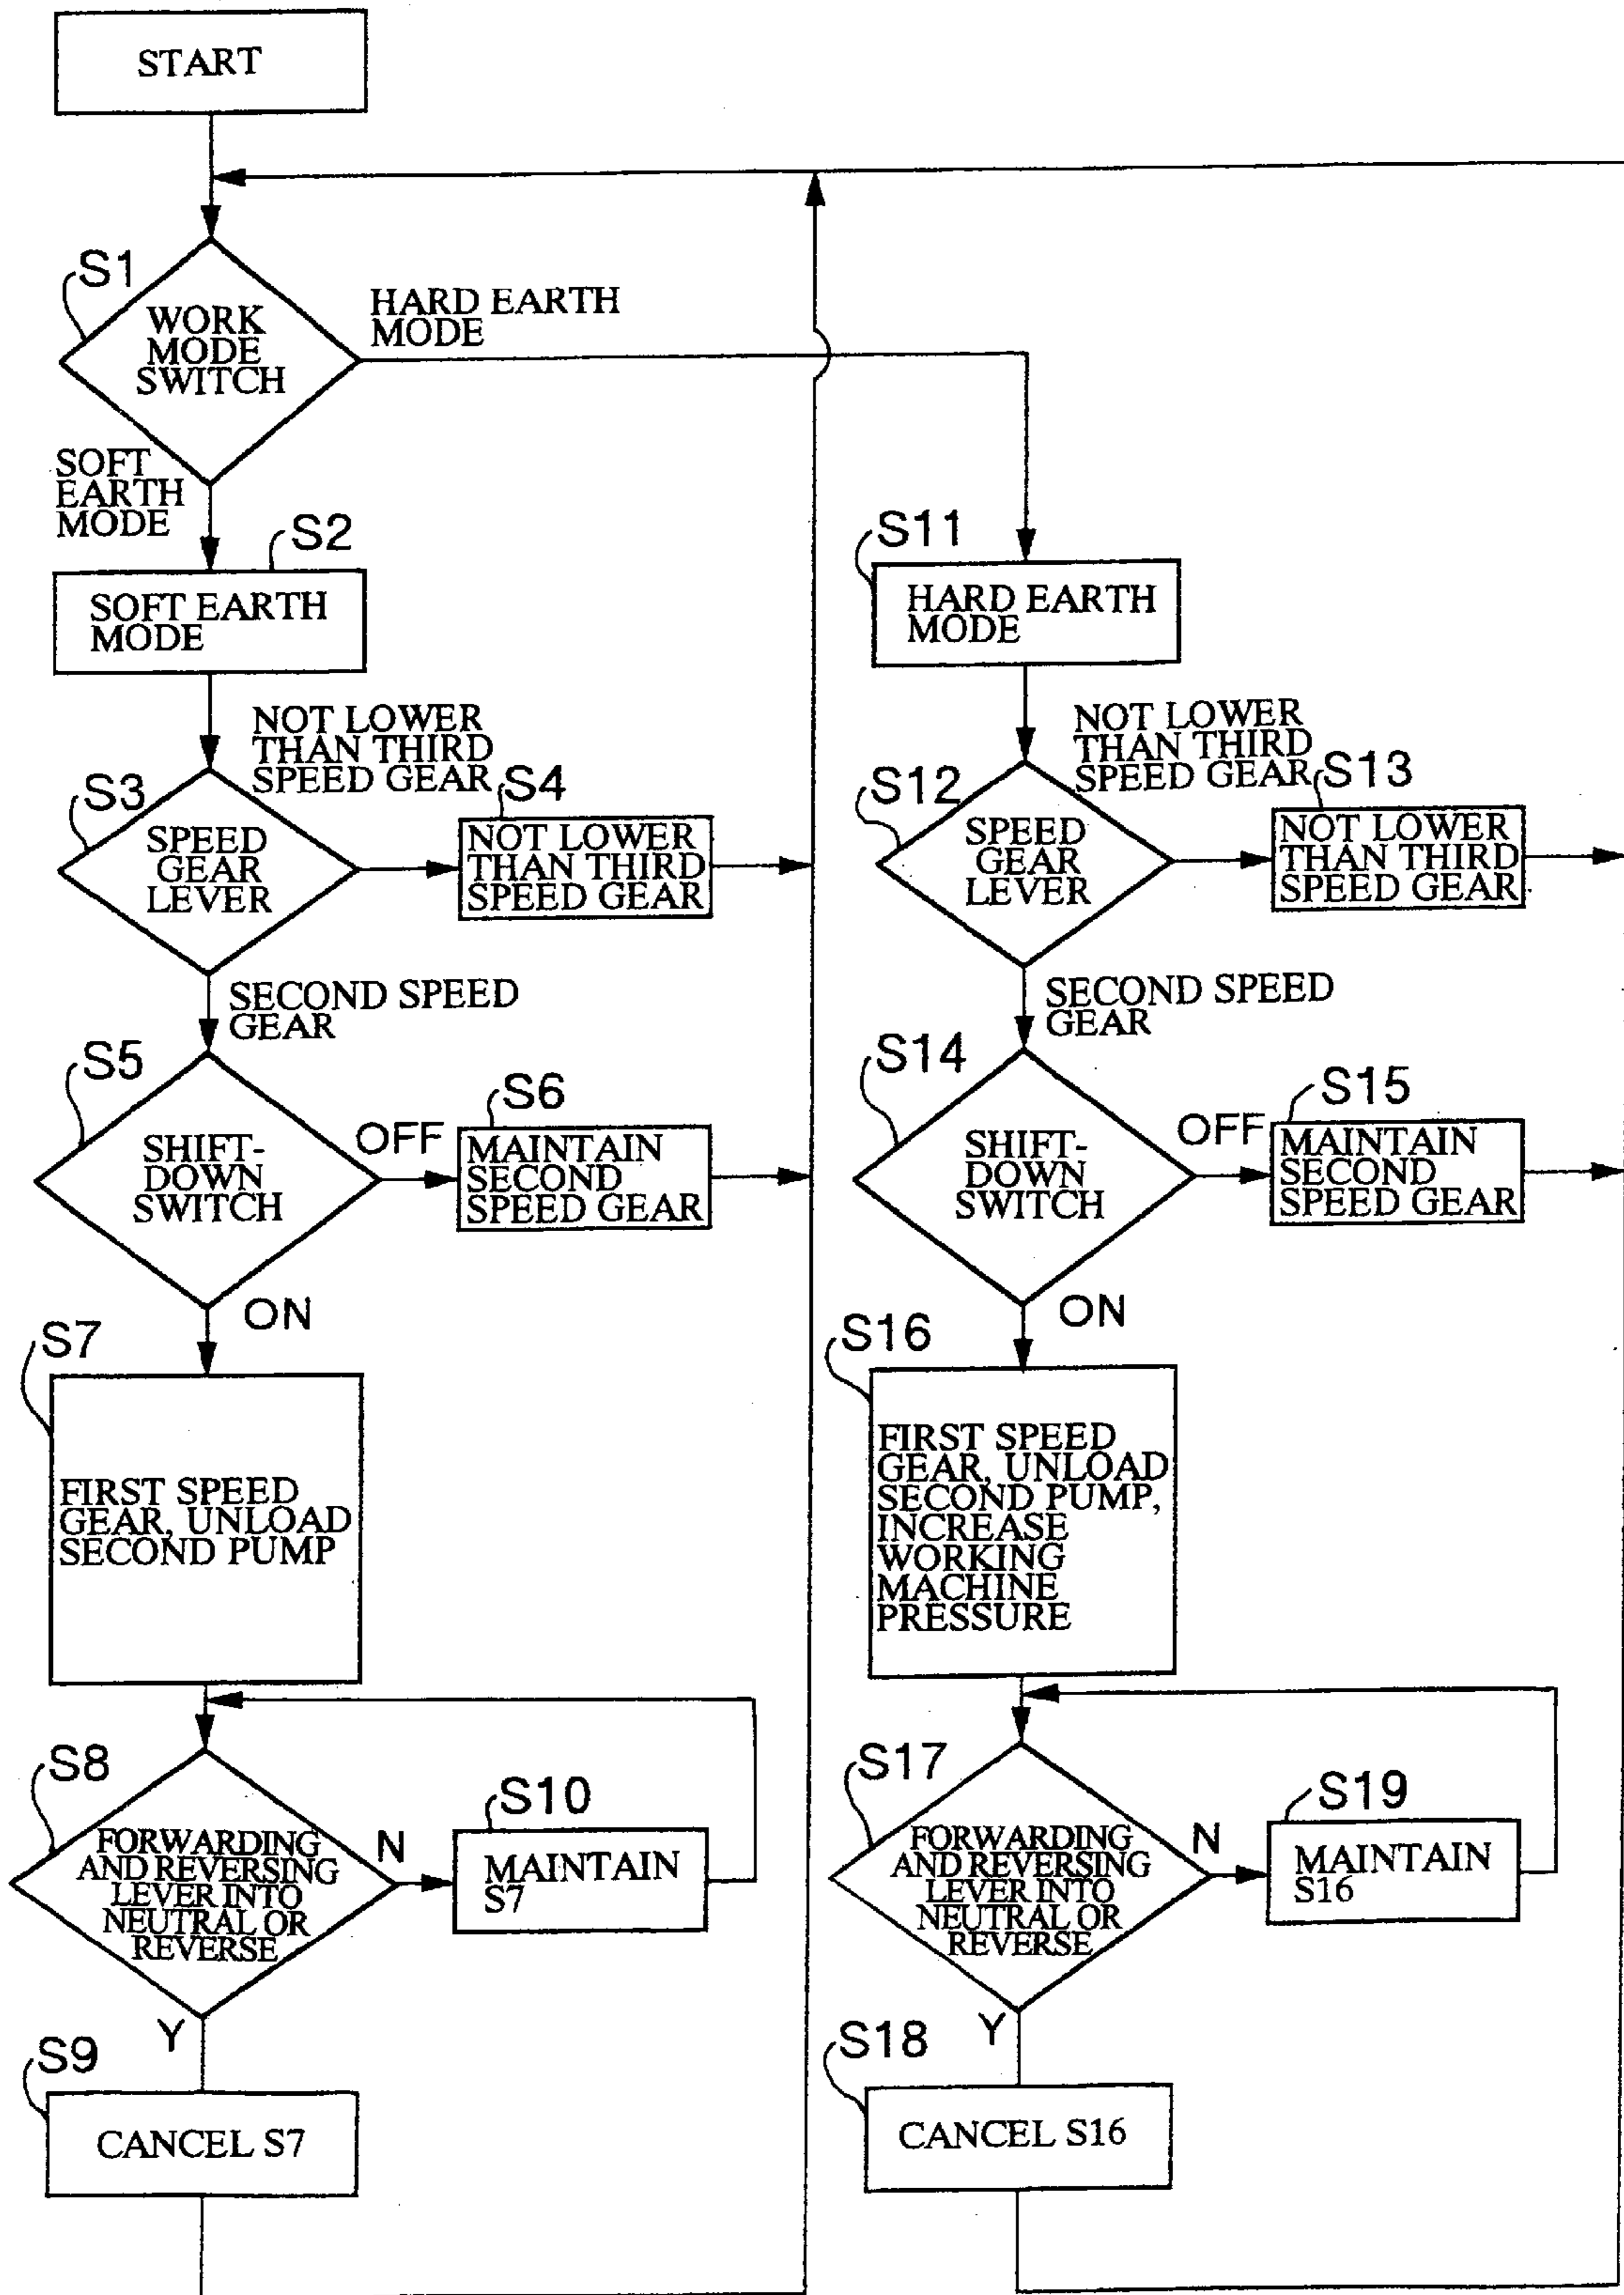 START
S1
WORK
MODE
SWITCH
HARD EARTH
MODE
SOFT
EARTH
MODE
S2
SOFT EARTH
MODE
S11
HARD EARTH
MODE
S3
SPEED
GEAR
LEVER
NOT LOWER
THAN THIRD
SPEED GEAR
S4
NOT LOWER
THAN THIRD
SPEED GEAR
S12
SPEED
GEAR
LEVER
NOT LOWER
THAN THIRD
SPEED GEAR
S13
NOT LOWER
THAN THIRD
SPEED GEAR
SECOND SPEED
GEAR
SECOND SPEED
GEAR
S5
SHIFT-
DOWN
SWITCH
OFF
S6
MAINTAIN
SECOND
SPEED GEAR
S14
SHIFT-
DOWN
SWITCH
OFF
S15
MAINTAIN
SECOND
SPEED GEAR
ON
ON
S7
FIRST SPEED
GEAR, UNLOAD
SECOND PUMP
S16
FIRST SPEED
GEAR, UNLOAD
SECOND PUMP,
INCREASE
WORKING
MACHINE
PRESSURE
S8
FORWARDING
AND REVERSING
LEVER INTO
NEUTRAL OR
REVERSE
N
S10
MAINTAIN
S7
S17
FORWARDING
AND REVERSING
LEVER INTO
NEUTRAL OR
REVERSE
N
S19
MAINTAIN
S16
Y
Y
S9
CANCEL S7
S18
CANCEL S16